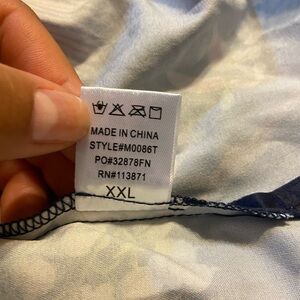 MADE IN CHINA
STYLE#M0086T
PO#32878FN
RN#113871
XXL